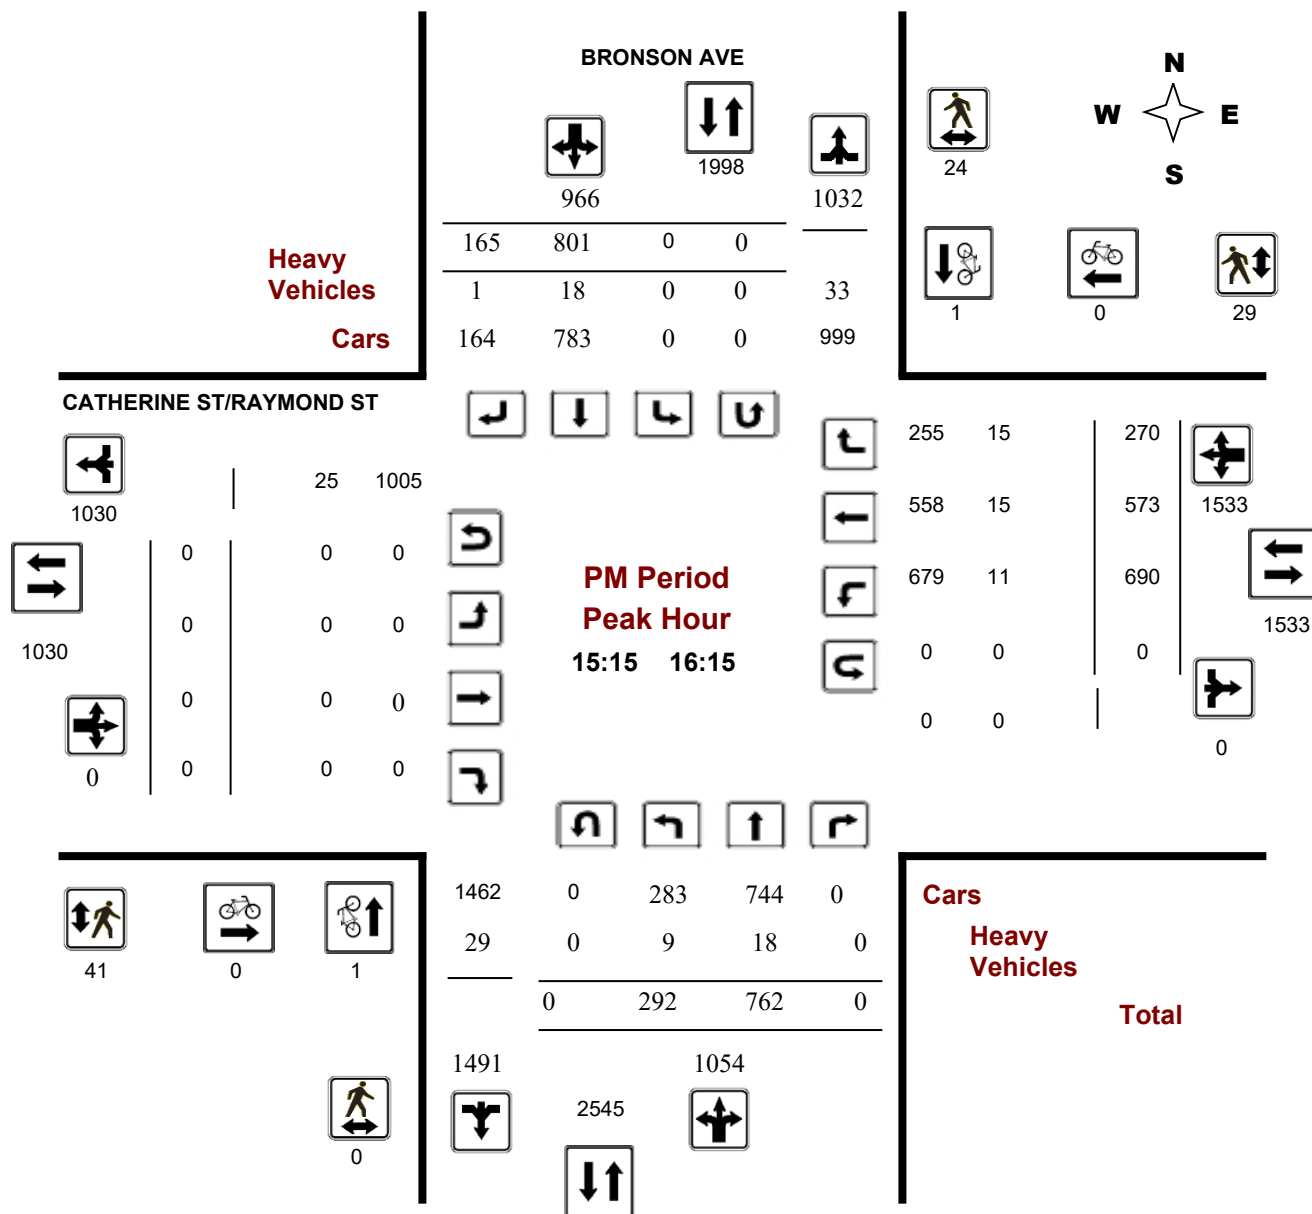 BRONSON AVE
N
W E
S
1998
24
966 1032
165 801 0 0
Heavy
Vehicles
1 18 0 0 33
1 0 29
Cars
164 783 0 0 999
CATHERINE ST/RAYMOND ST
255 15 270
25 1005
1030
558 15 573 1533
0 0 0
PM Period
679 11 690
Peak Hour
0 0 0
1533
1030
15:15 16:15
0 0 0
0 0 0
0 0
0
0
0 0 0
1462 0 283 744 0
Cars
29 0 9 18 0
Heavy
Vehicles
41 0 1
0 292 762 0
Total
1491 1054
2545
0